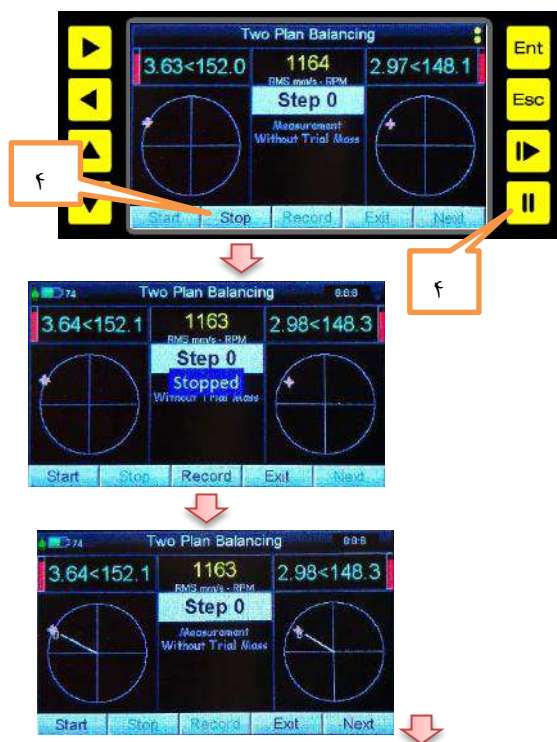 Two Plan Balancing
3.63<152.0
1164
2.97<148.1
RMS mm/s - RPM
Step 0
Measurement
Without Trial Mass
Start Stop Record Exit Next
Ent
Esc
۴
۴
74 Two Plan Balancing
3.64<152.1
1163
2.98<148.3
RMS mm/s - RPM
Step 0
Stopped
Without Trial Mass
Start Stop Record Exit Next
74 Two Plan Balancing
3.64<152.1
1163
2.98<148.3
RMS mm/s - RPM
Step 0
Measurement
Without Trial Mass
Start Stop Record Exit Next